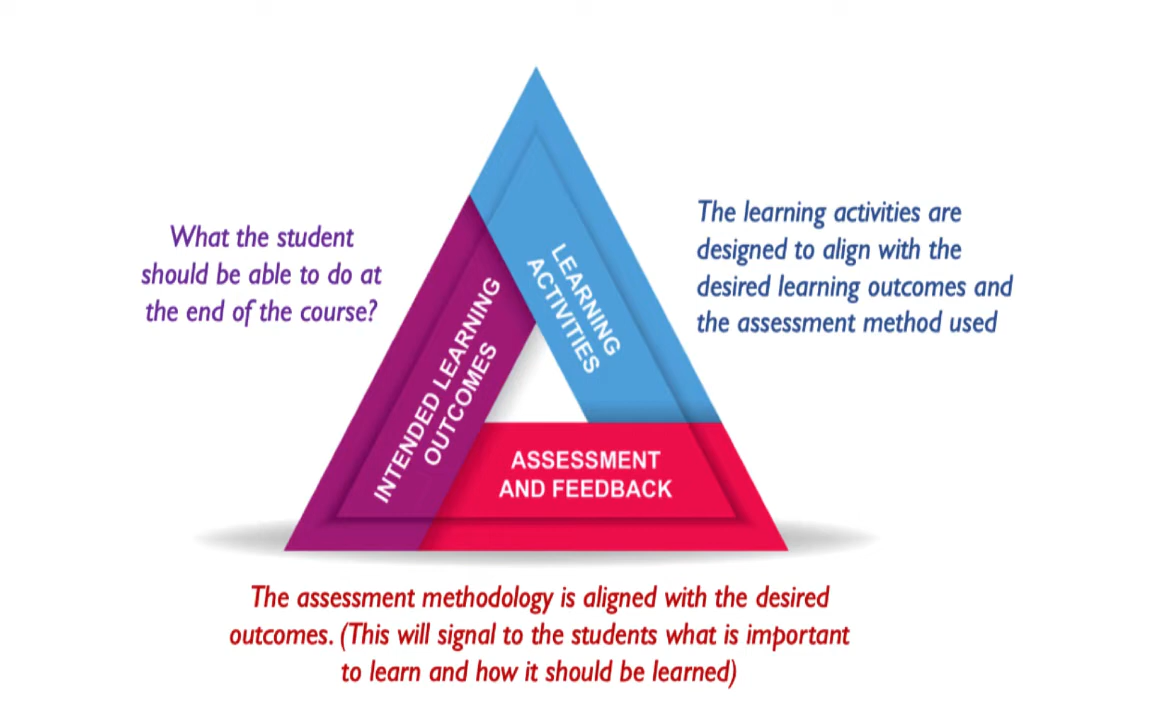 What the student
should be able to do at
the end of the course?
INTENDED LEARNING
OUTCOMES
LEARNING
ACTIVITIES
The learning activities are
designed to align with the
desired learning outcomes and
the assessment method used
ASSESSMENT
AND FEEDBACK
The assessment methodology is aligned with the desired
outcomes. (This will signal to the students what is important
to learn and how it should be learned)